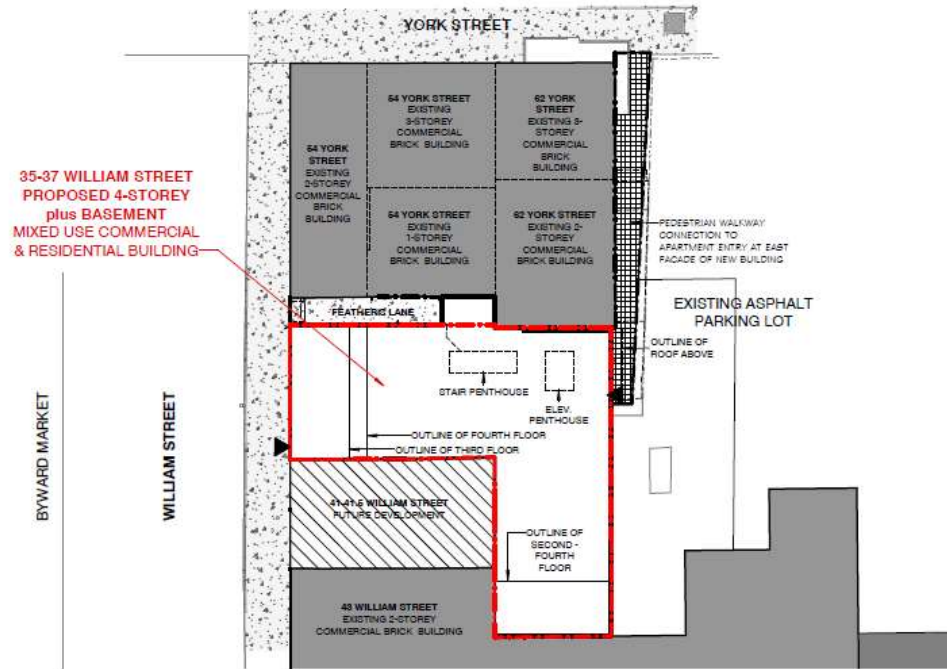 YORK STREET
54 YORK STREET
EXISTING
3-STOREY
COMMERCIAL
BRICK BUILDING
62 YORK
STREET
EXISTING 3-
STOREY
COMMERCIAL
BRICK
BUILDING
54 YORK
STREET
EXISTING
2-STOREY
COMMERCIAL
BRICK
BUILDING
35-37 WILLIAM STREET
PROPOSED 4-STOREY
plus BASEMENT
MIXED USE COMMERCIAL
& RESIDENTIAL BUILDING
54 YORK STREET
EXISTING
1-STOREY
COMMERCIAL
BRICK BUILDING
62 YORK STREET
EXISTING 2-
STOREY
COMMERCIAL
BRICK BUILDING
PEDESTRIAN WALKWAY
CONNECTION TO
APARTMENT ENTRY AT EAST
FACADE OF NEW BUILDING
FEATHERS LANE
EXISTING ASPHALT
PARKING LOT
OUTLINE OF
ROOF ABOVE
STAIR PENTHOUSE
ELEV.
PENTHOUSE
OUTLINE OF FOURTH FLOOR
OUTLINE OF THIRD FLOOR
BYWARD MARKET
WILLIAM STREET
41-41.5 WILLIAM STREET
FUTURE DEVELOPMENT
OUTLINE OF
SECOND -
FOURTH
FLOOR
43 WILLIAM STREET
EXISTING 2-STOREY
COMMERCIAL BRICK BUILDING